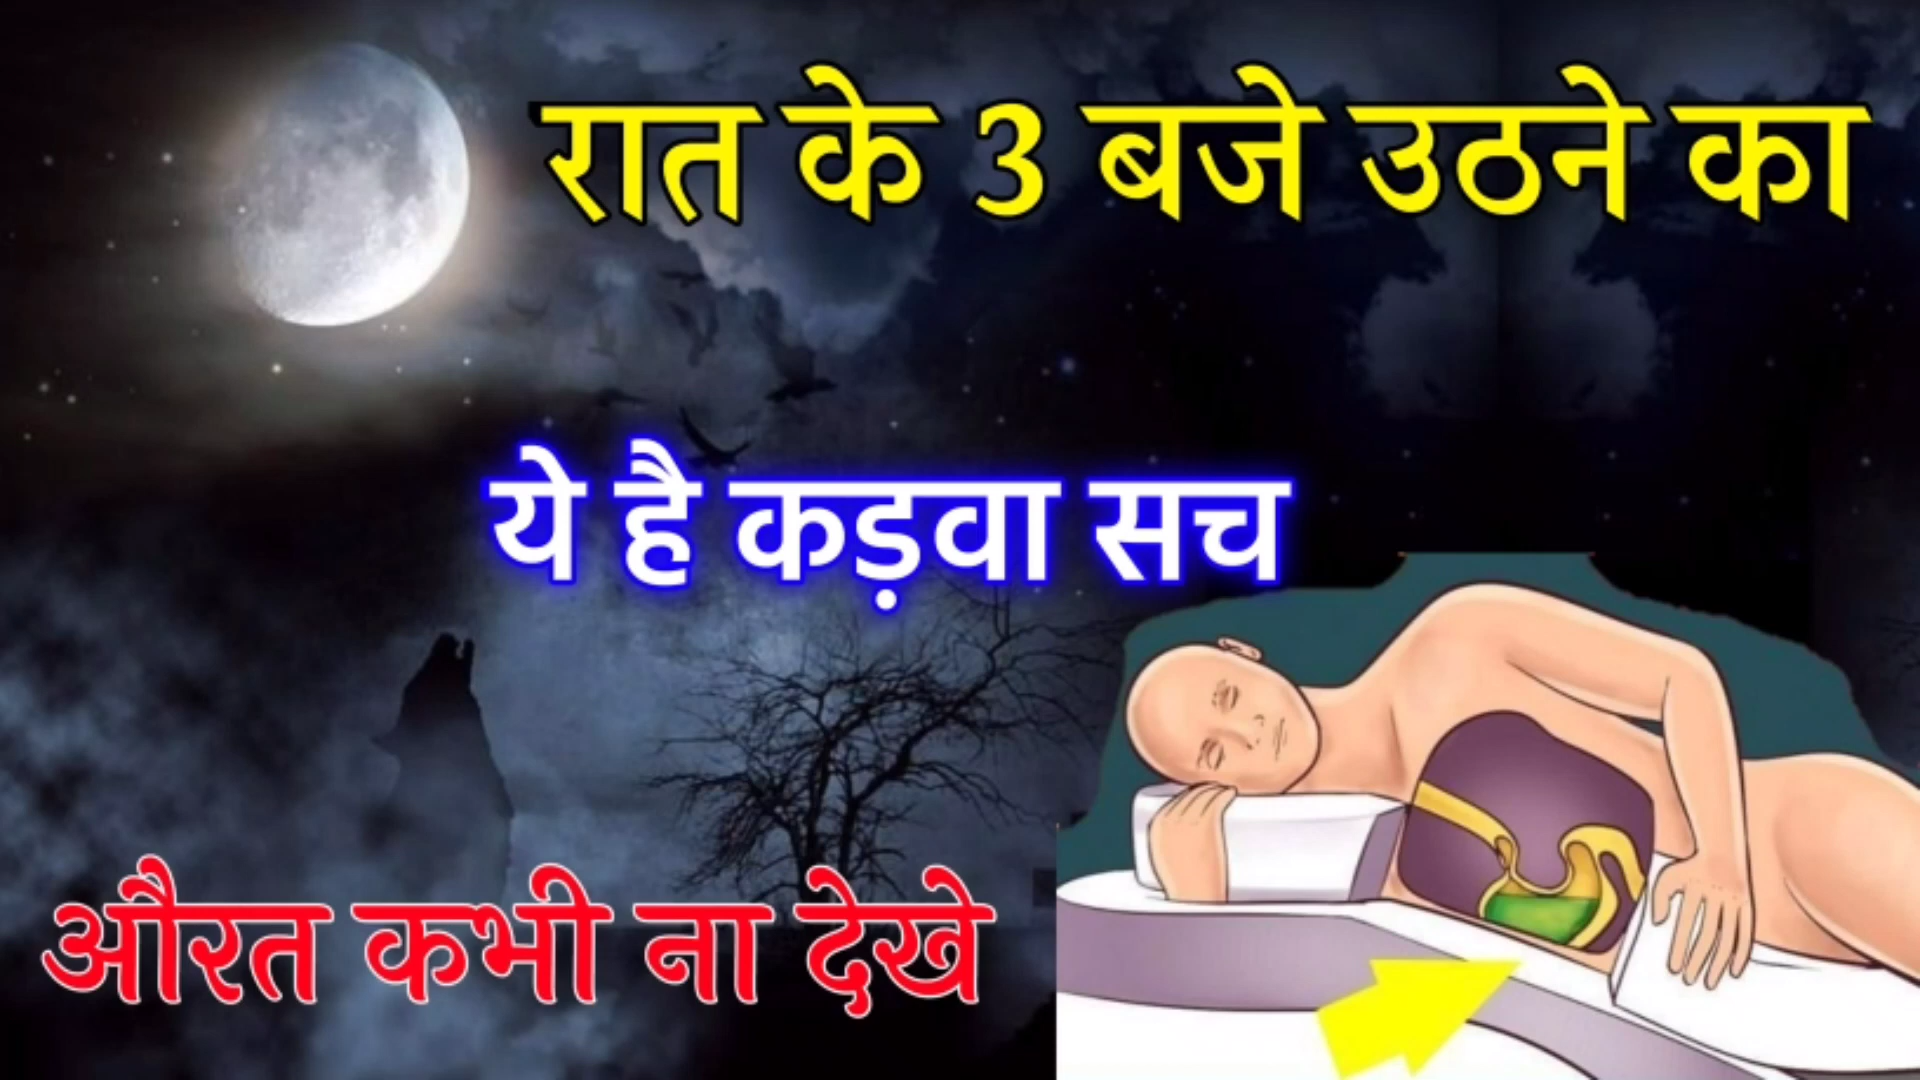 रात के 3 बजे उठने का
ये है कड़वा सच
औरत कभी ना देखे